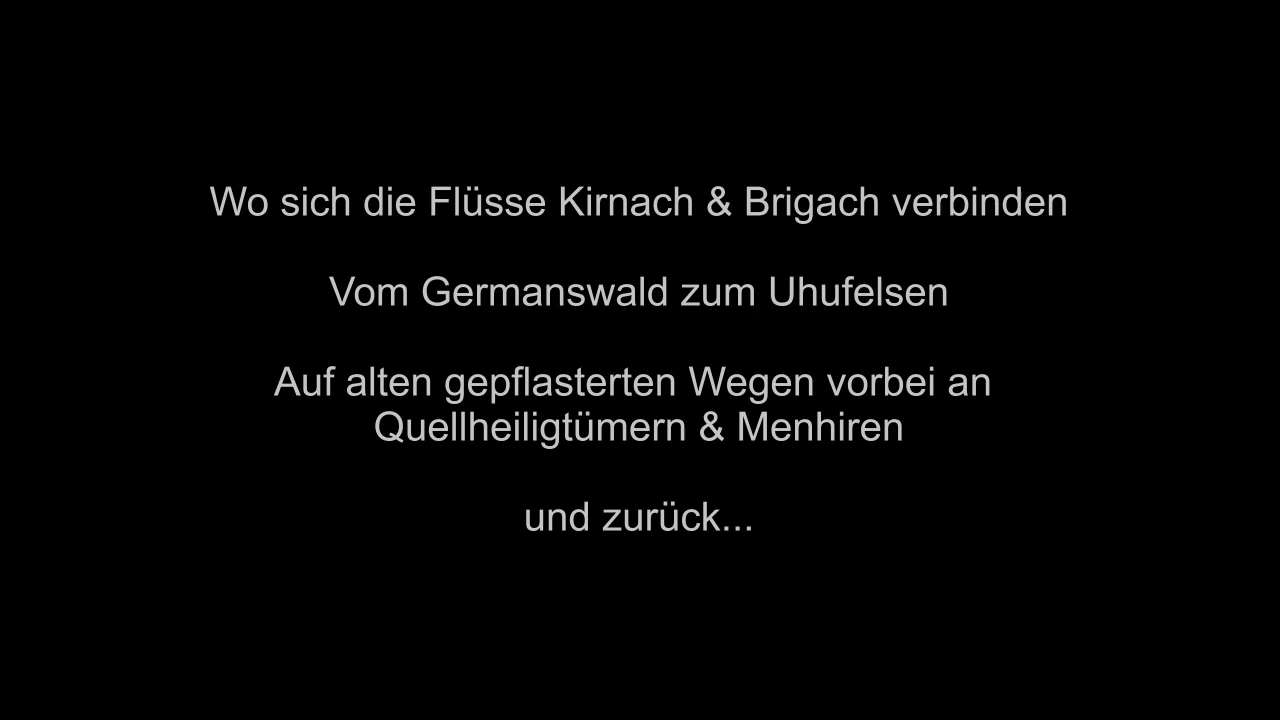 Wo sich die Flüsse Kirnach & Brigach verbinden
Vom Germanswald zum Uhufelsen
Auf alten gepflasterten Wegen vorbei an
Quellheiligtümern & Menhiren
und zurück...